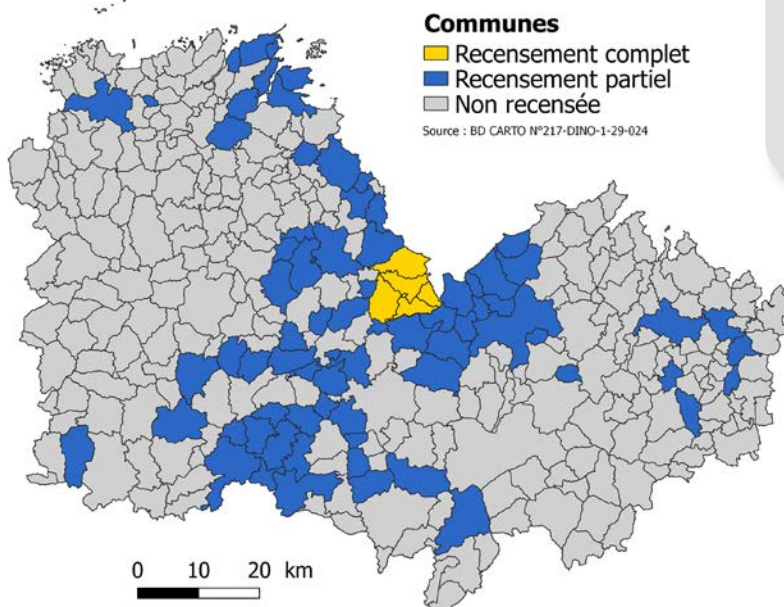 Communes
Recensement complet
Recensement partiel
Non recensée
Source : BD CARTO N°217-DINO-1-29-024
0 10 20 km